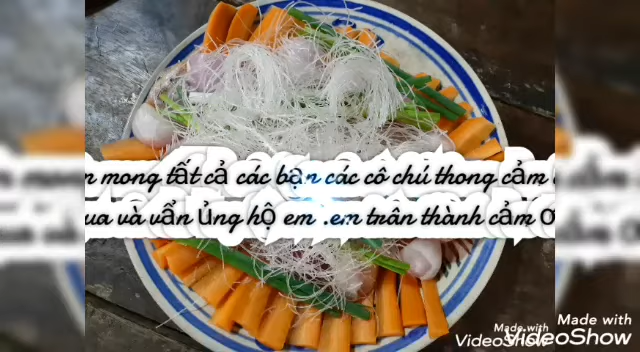 mong tất cả các bạn các cô chú thong cảm
và vẩn ủng hộ em .em trân thành cảm ơ
Made with
VideoShow
Made with
VideoShow